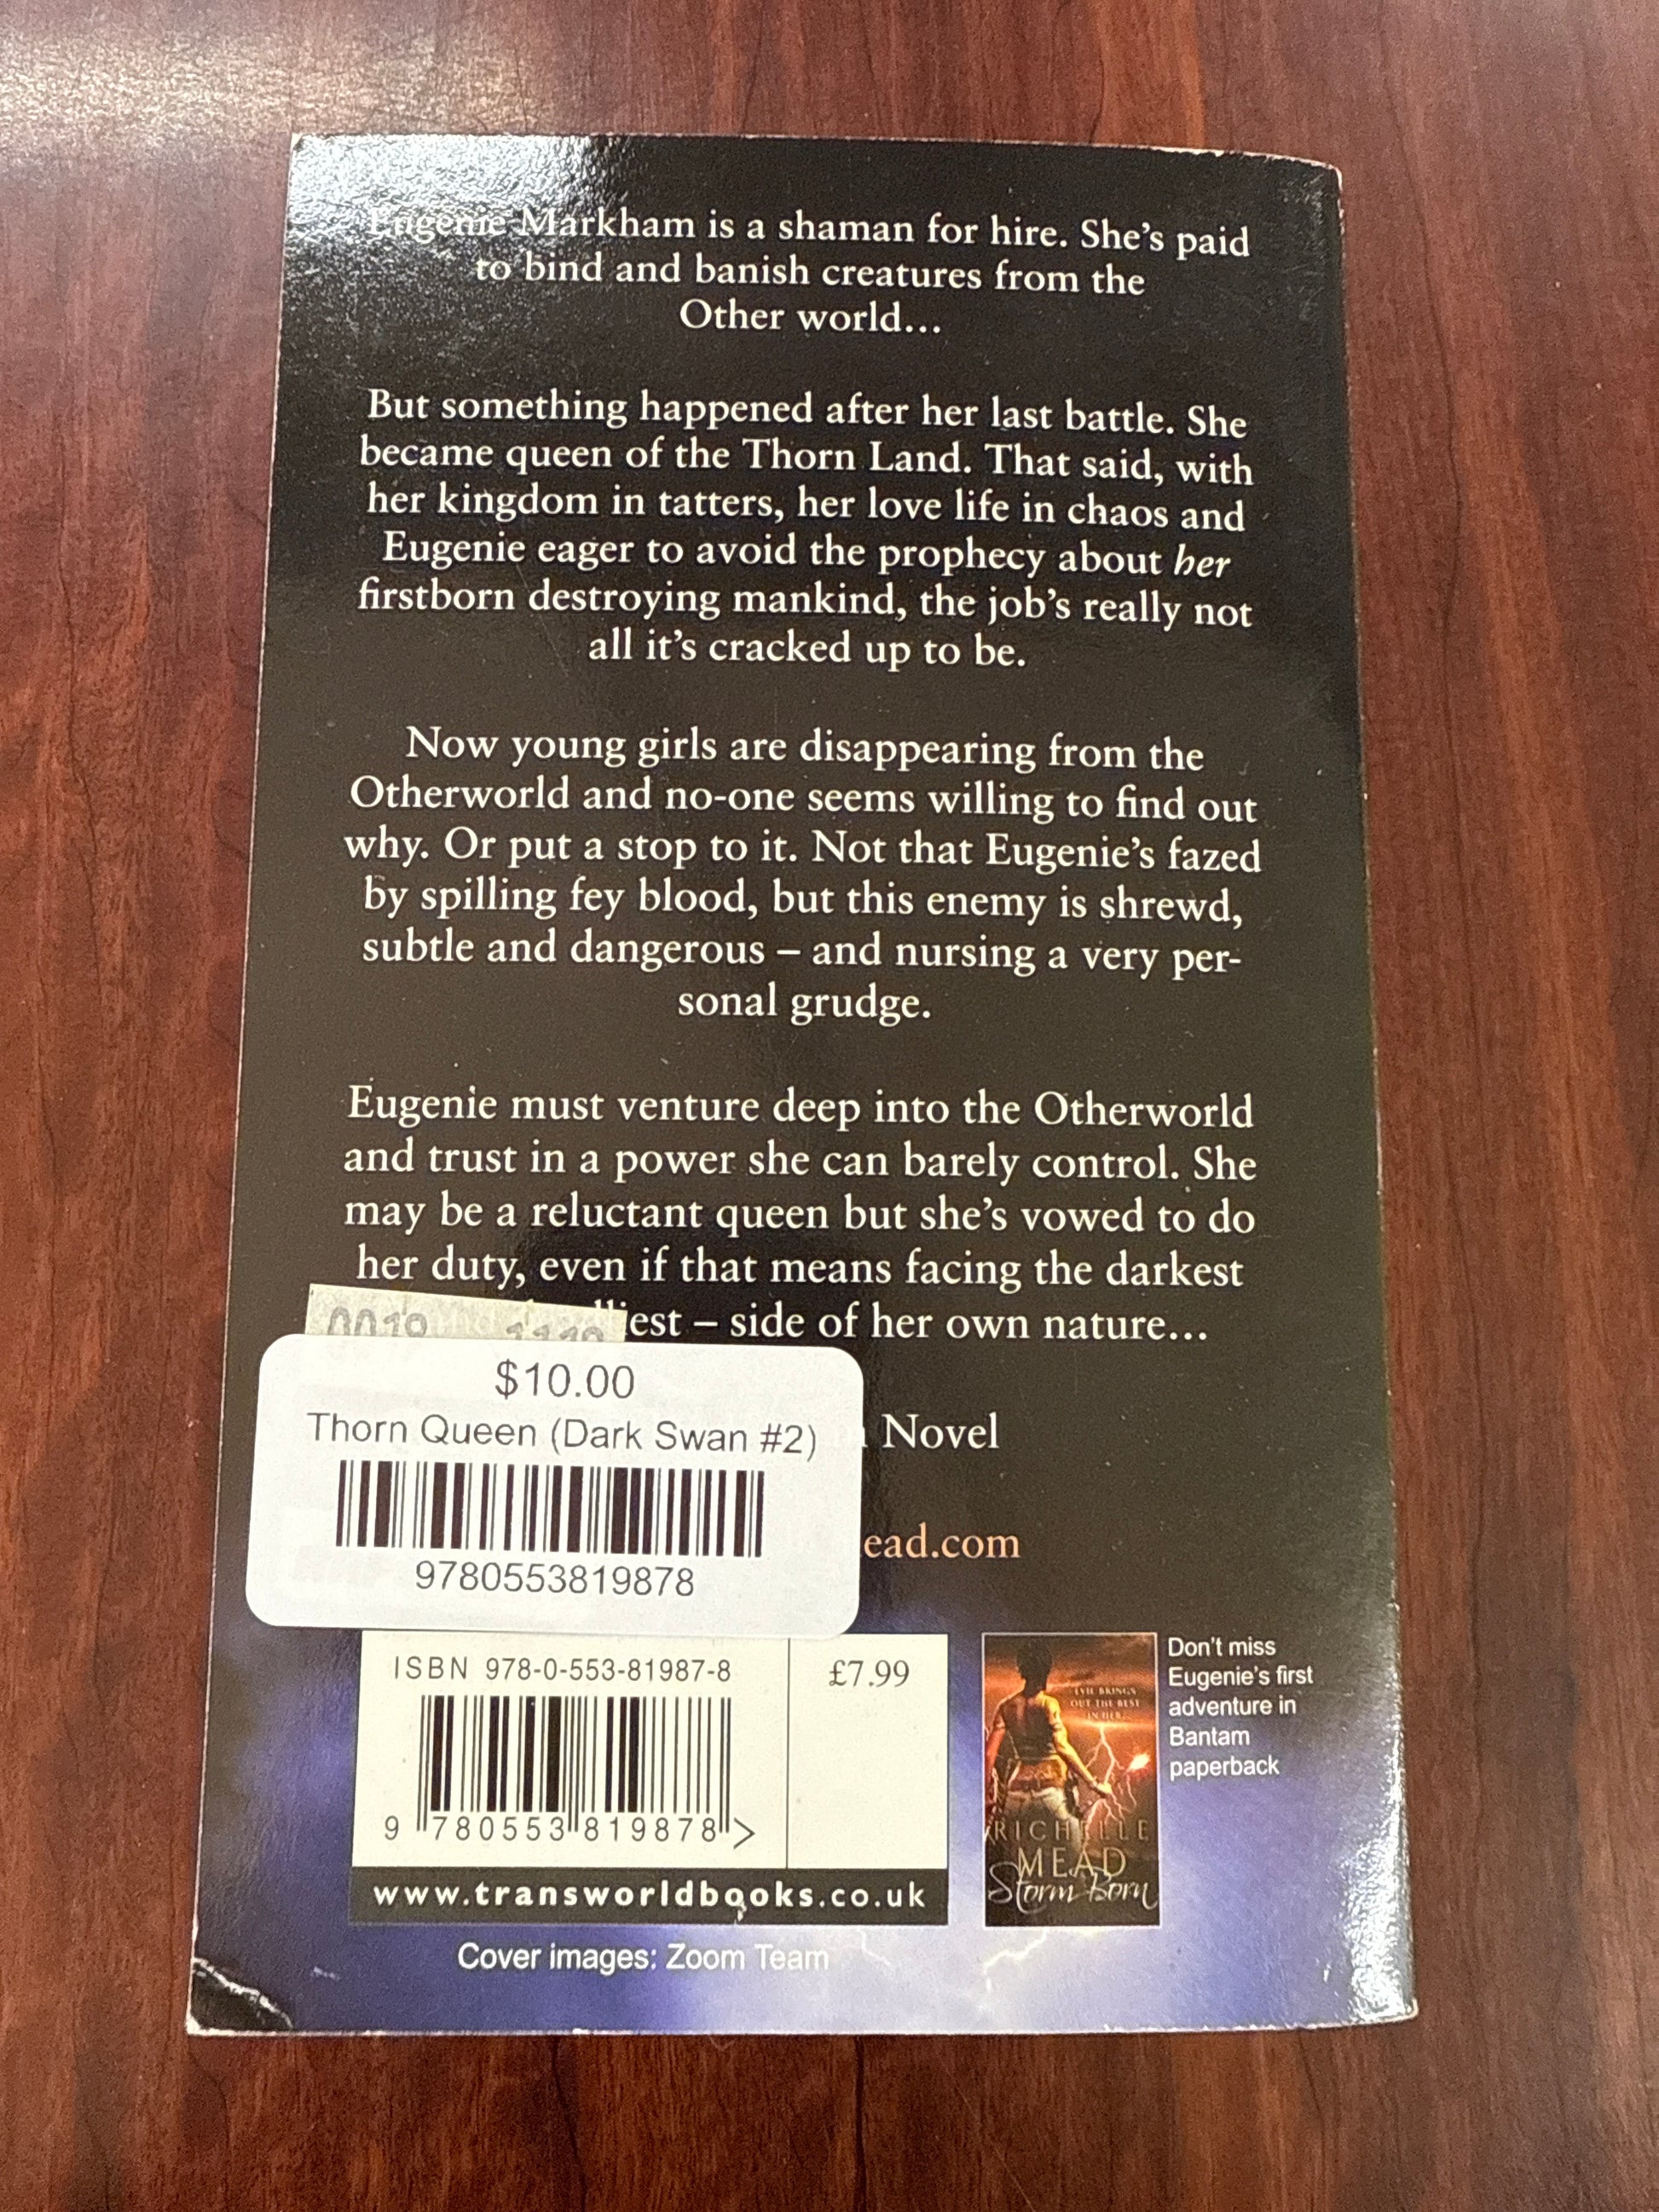 Eugenie Markham is a shaman for hire. She's paid
to bind and banish creatures from the
Other world...
But something happened after her last battle. She
became queen of the Thorn Land. That said, with
her kingdom in tatters, her love life in chaos and
Eugenie eager to avoid the prophecy about her
firstborn destroying mankind, the job's really not
all it's cracked up to be.
Now young girls are disappearing from the
Otherworld and no-one seems willing to find out
why. Or put a stop to it. Not that Eugenie's fazed
by spilling fey blood, but this enemy is shrewd,
subtle and dangerous – and nursing a very per-
sonal grudge.
Eugenie must venture deep into the Otherworld
and trust in a power she can barely control. She
may be a reluctant queen but she's vowed to do
her duty, even if that means facing the darkest
– side of her own nature...
$10.00
Thorn Queen (Dark Swan #2)
9780553819878
Novel
ead.com
ISBN 978-0-553-81987-8
£7.99
9 780553 819878 >
www.transworldbooks.co.uk
Cover images: Zoom Team
EVIL BRINGS
OUT THE BEST
IN HER
RICHELLE
MEAD
Storm Born
Don't miss
Eugenie's first
adventure in
Bantam
paperback